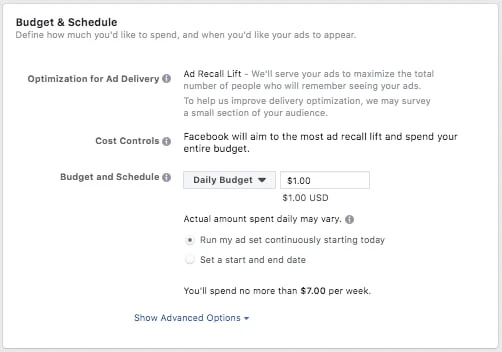 Budget & Schedule
Define how much you'd like to spend, and when you'd like your ads to appear.
Optimization for Ad Delivery
Ad Recall Lift - We'll serve your ads to maximize the total
number of people who will remember seeing your ads.
To help us improve delivery optimization, we may survey
a small section of your audience.
Cost Controls
Facebook will aim to the most ad recall lift and spend your
entire budget.
Budget and Schedule
Daily Budget
$1.00
$1.00 USD
Actual amount spent daily may vary.
Run my ad set continuously starting today
Set a start and end date
You'll spend no more than $7.00 per week.
Show Advanced Options